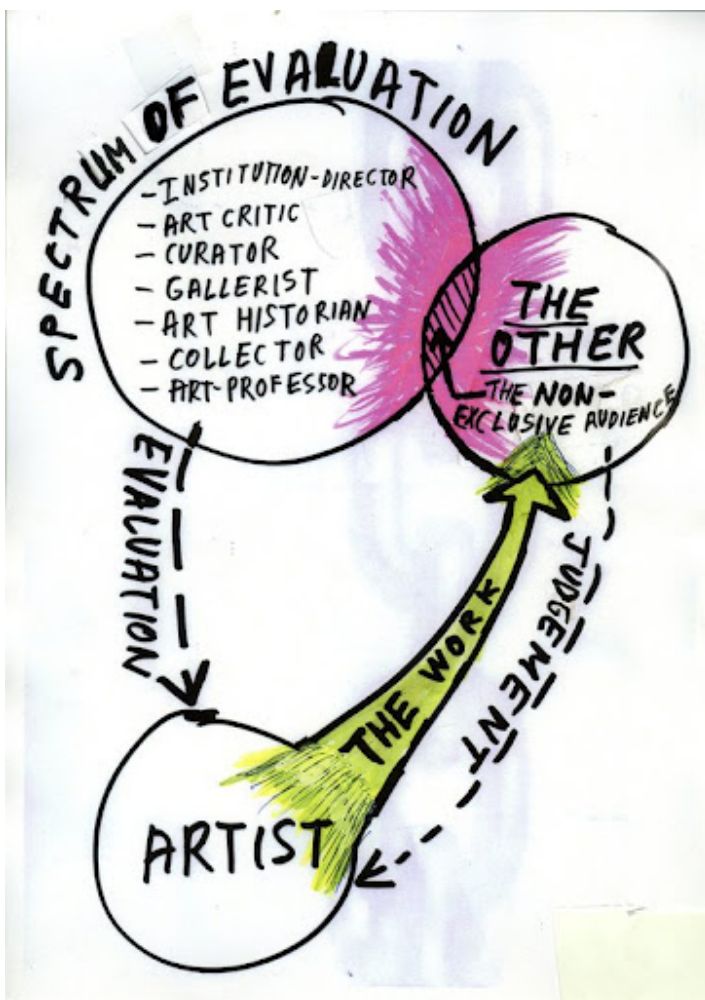 SPECTRUM OF EVALUATION
- INSTITUTION-DIRECTOR
- ART CRITIC
- CURATOR
- GALLERIST
- ART HISTORIAN
- COLLECTOR
- ART-PROFESSOR
THE
OTHER
THE NON-
EXCLUSIVE AUDIENCE
EVALUATION
THE WORK
JUDGEMENT
ARTIST